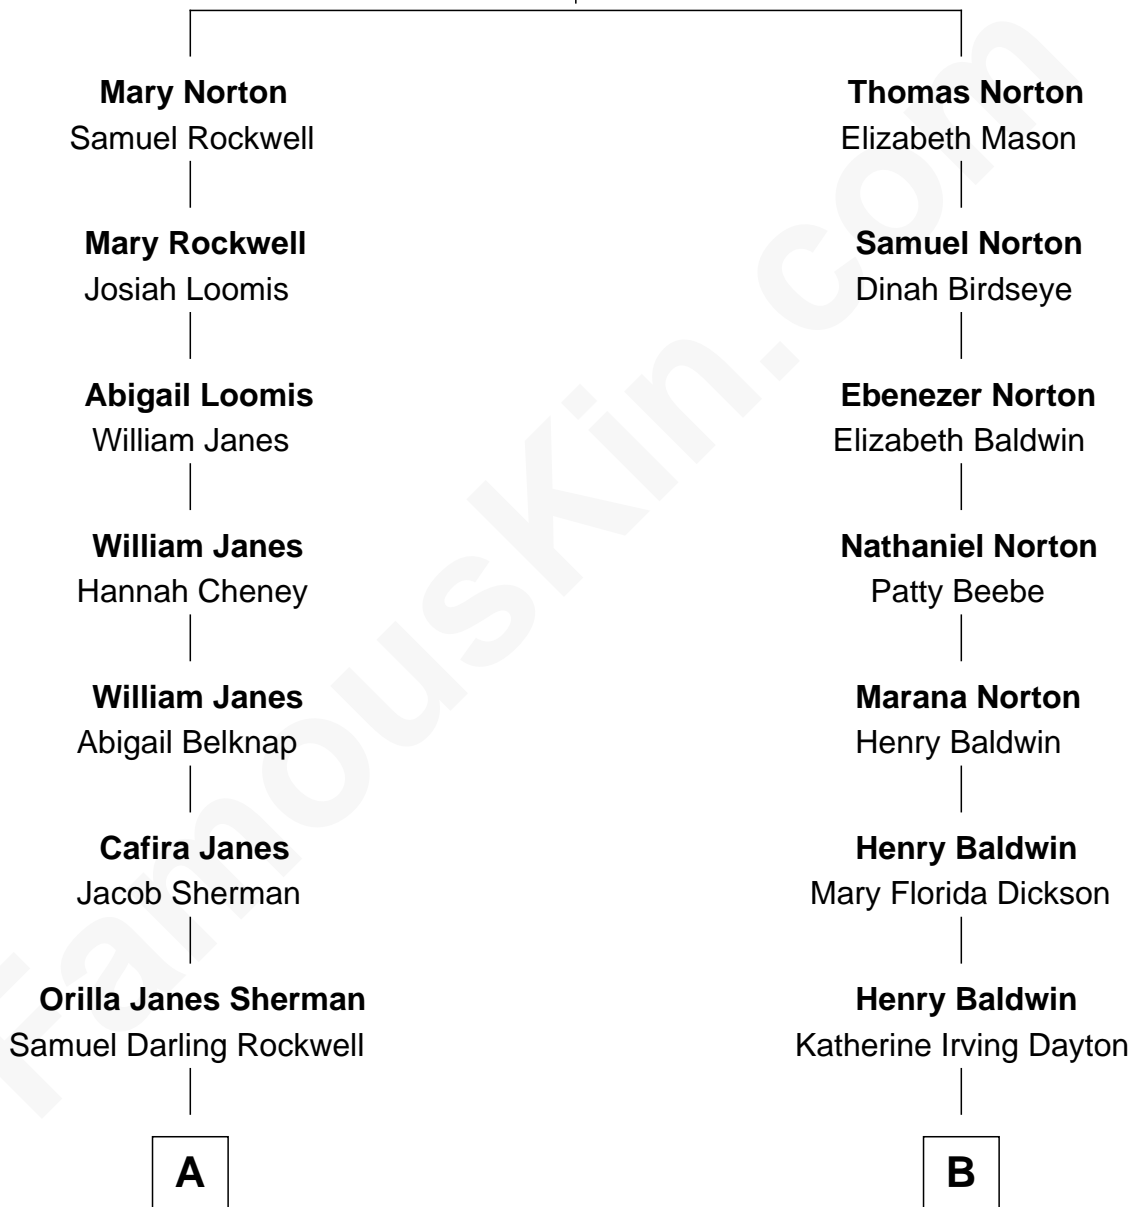 Mary Norton
Samuel Rockwell
Mary Rockwell
Josiah Loomis
Abigail Loomis
William Janes
William Janes
Hannah Cheney
William Janes
Abigail Belknap
Cafira Janes
Jacob Sherman
Orilla Janes Sherman
Samuel Darling Rockwell
A
Thomas Norton
Elizabeth Mason
Samuel Norton
Dinah Birdseye
Ebenezer Norton
Elizabeth Baldwin
Nathaniel Norton
Patty Beebe
Marana Norton
Henry Baldwin
Henry Baldwin
Mary Florida Dickson
Henry Baldwin
Katherine Irving Dayton
B
FamousKin.com